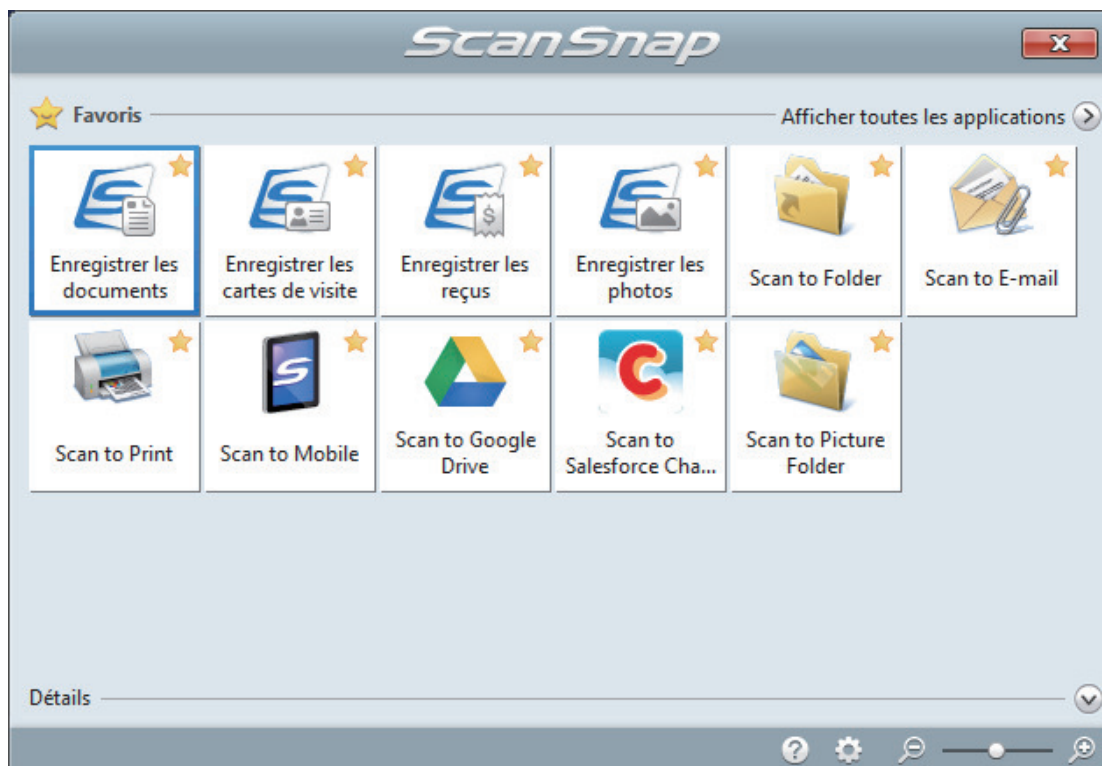 ScanSnap
Favoris
Afficher toutes les applications
Enregistrer les
documents
Enregistrer les
cartes de visite
Enregistrer les
reçus
Enregistrer les
photos
Scan to Folder
Scan to E-mail
Scan to Print
Scan to Mobile
Scan to Google
Drive
Scan to
Salesforce Cha...
Scan to Picture
Folder
Détails